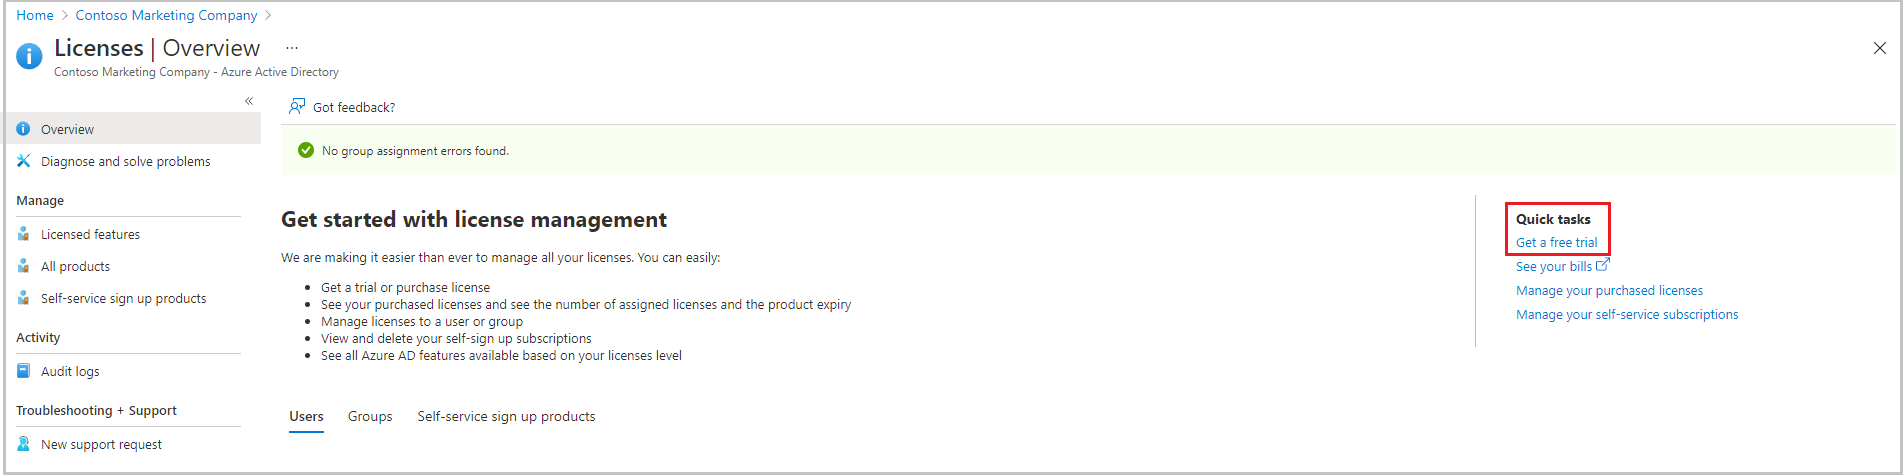 Home > Contoso Marketing Company >
Licenses | Overview ...
Contoso Marketing Company - Azure Active Directory
«
Overview
Diagnose and solve problems
Manage
Licensed features
All products
Self-service sign up products
Activity
Audit logs
Troubleshooting + Support
New support request
Got feedback?
No group assignment errors found.
Get started with license management
We are making it easier than ever to manage all your licenses. You can easily:
• Get a trial or purchase license
• See your purchased licenses and see the number of assigned licenses and the product expiry
• Manage licenses to a user or group
• View and delete your self-sign up subscriptions
• See all Azure AD features available based on your licenses level
Users Groups Self-service sign up products
Quick tasks
Get a free trial
See your bills
Manage your purchased licenses
Manage your self-service subscriptions